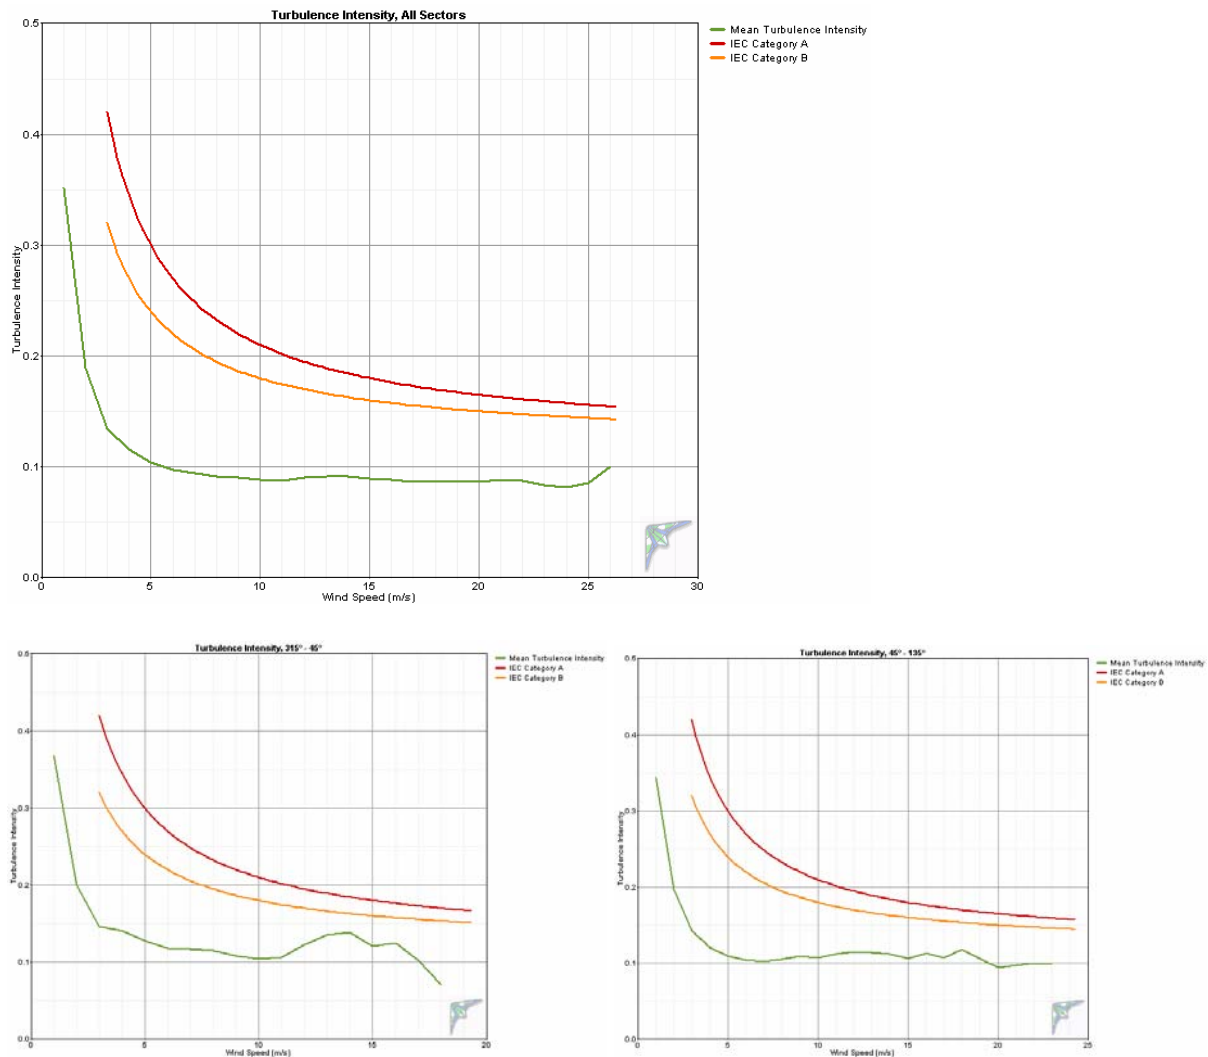 Turbulence Intensity, All Sectors
0.5
0.4
0.3
0.2
0.1
0.0
Turbulence Intensity
0 5 10 15 20 25 30
Wind Speed (m/s)
Mean Turbulence Intensity
IEC Category A
IEC Category B
Turbulence Intensity, 315° - 45°
0.5
0.4
0.3
0.2
0.1
0.0
Turbulence Intensity
0 5 10 15 20
Wind Speed (m/s)
Mean Turbulence Intensity
IEC Category A
IEC Category B
Turbulence Intensity, 45° - 135°
0.5
0.4
0.3
0.2
0.1
0.0
Turbulence Intensity
0 5 10 15 20 25
Wind Speed (m/s)
Mean Turbulence Intensity
IEC Category A
IEC Category B